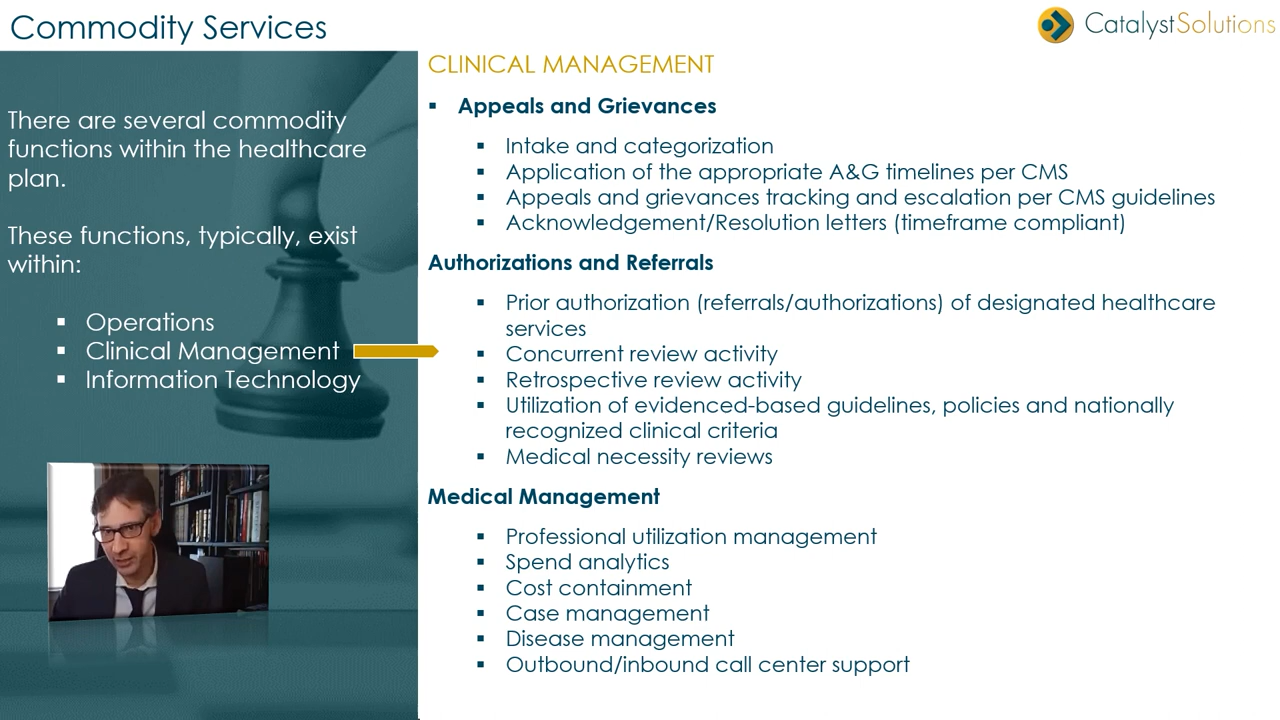 Commodity Services
CatalystSolutions
There are several commodity
functions within the healthcare
plan.
These functions, typically, exist
within:
▪ Operations
▪ Clinical Management
▪ Information Technology
CLINICAL MANAGEMENT
▪ Appeals and Grievances
▪ Intake and categorization
▪ Application of the appropriate A&G timelines per CMS
▪ Appeals and grievances tracking and escalation per CMS guidelines
▪ Acknowledgement/Resolution letters (timeframe compliant)
Authorizations and Referrals
▪ Prior authorization (referrals/authorizations) of designated healthcare
services
▪ Concurrent review activity
▪ Retrospective review activity
▪ Utilization of evidenced-based guidelines, policies and nationally
recognized clinical criteria
▪ Medical necessity reviews
Medical Management
▪ Professional utilization management
▪ Spend analytics
▪ Cost containment
▪ Case management
▪ Disease management
▪ Outbound/inbound call center support